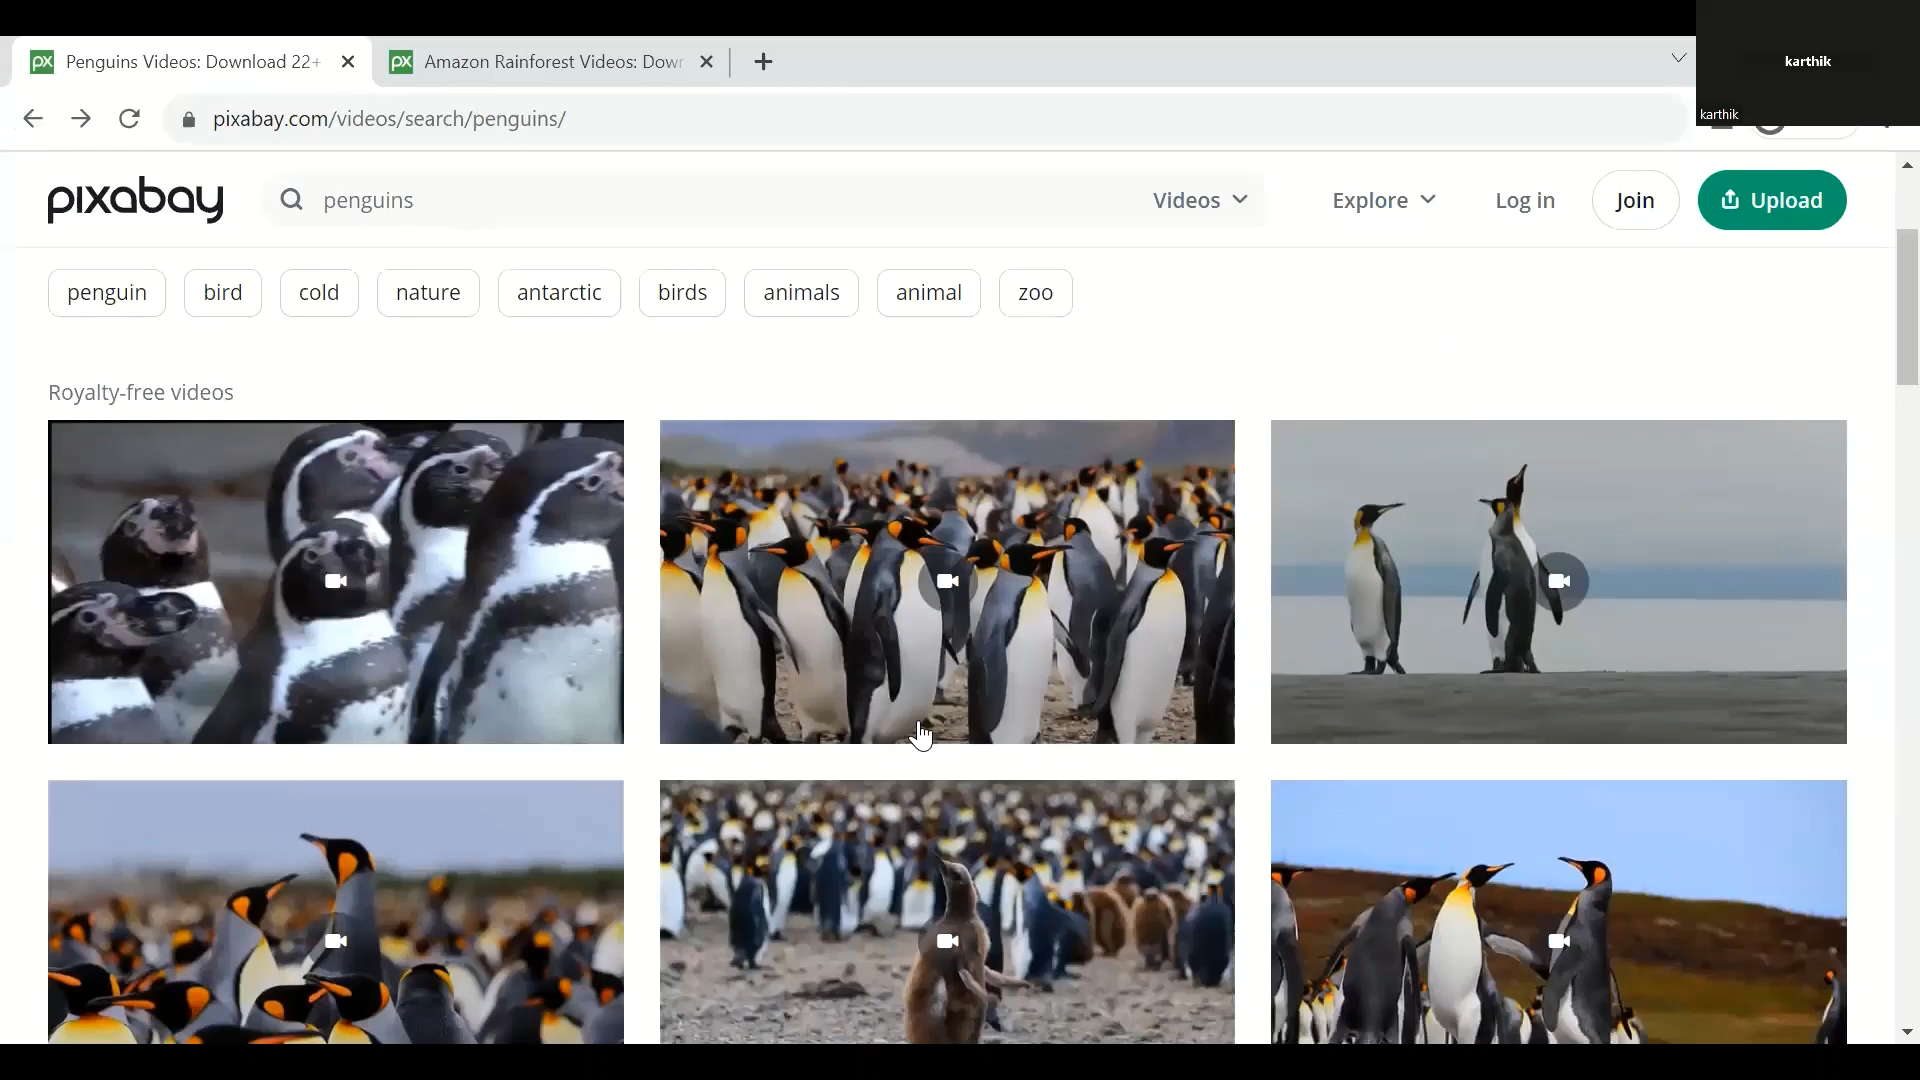 karthik
karthik
Penguins Videos: Download 22+
Amazon Rainforest Videos: Dow
pixabay.com/videos/search/penguins/
pixabay
penguins
Videos
Explore
Log in
Join
Upload
penguin
bird
cold
nature
antarctic
birds
animals
animal
zoo
Royalty-free videos